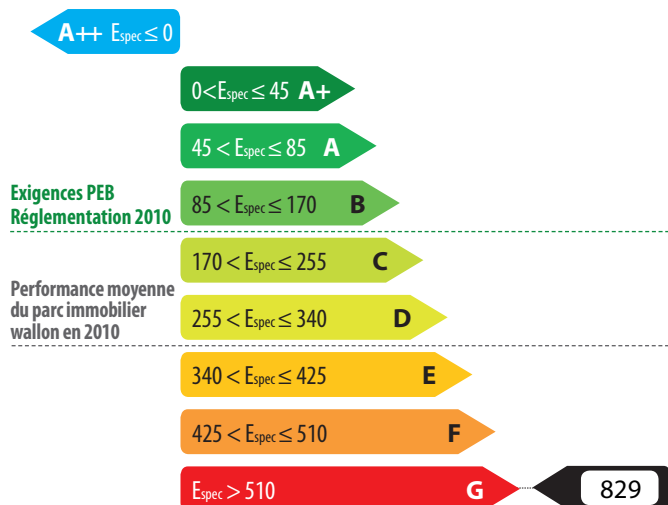 A++ Espec ≤ 0
0<Espec ≤ 45 A+
45 < Espec ≤ 85 A
Exigences PEB
Réglementation 2010
85 < Espec ≤ 170 B
170 < Espec ≤ 255 C
Performance moyenne
du parc immobilier
wallon en 2010
255 < Espec ≤ 340 D
340 < Espec ≤ 425 E
425 < Espec ≤ 510 F
Espec > 510 G 829